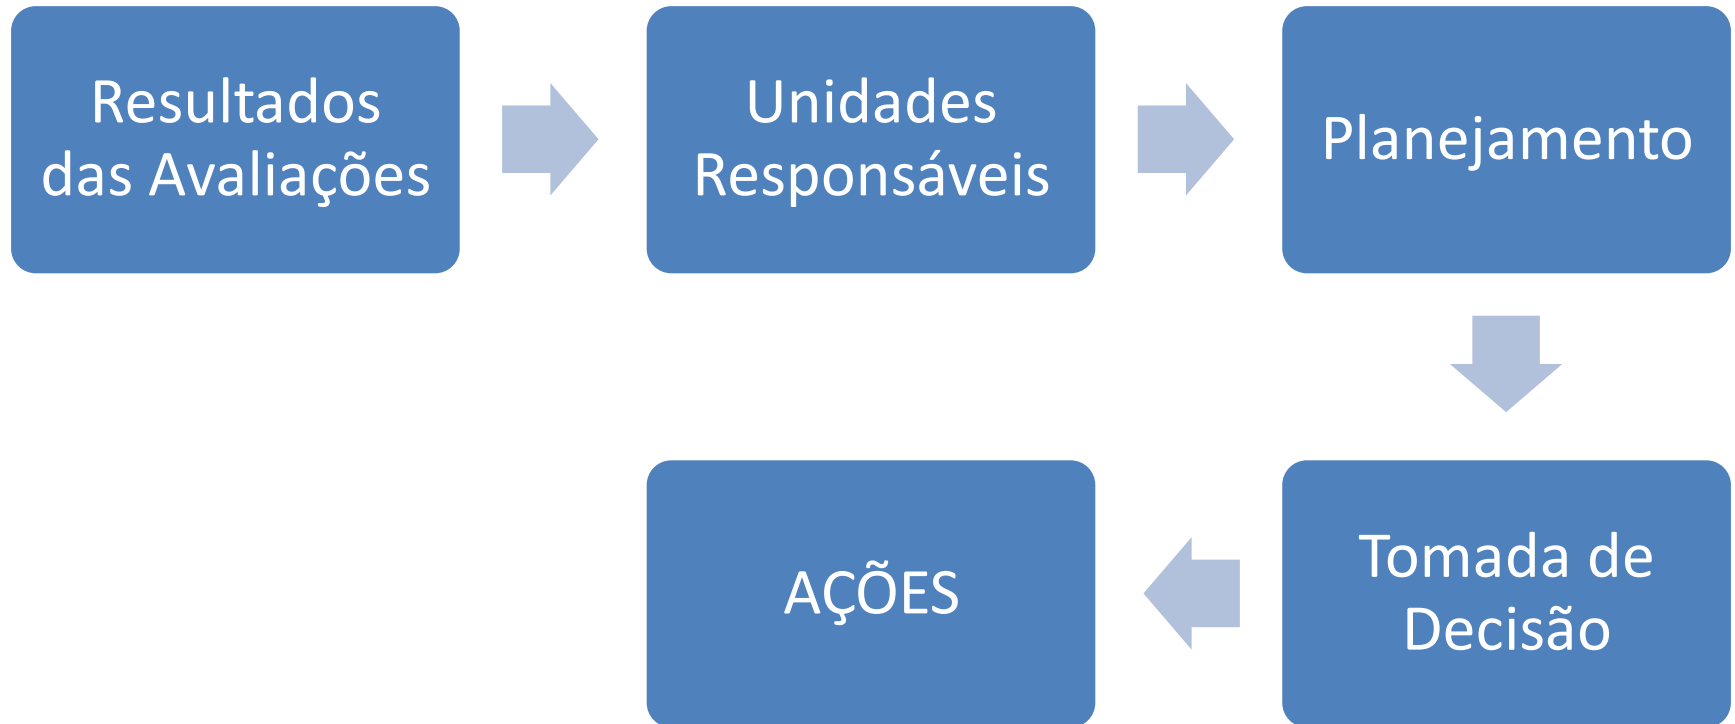 Resultados
das Avaliações
Unidades
Responsáveis
Planejamento
Tomada de
Decisão
AÇÕES